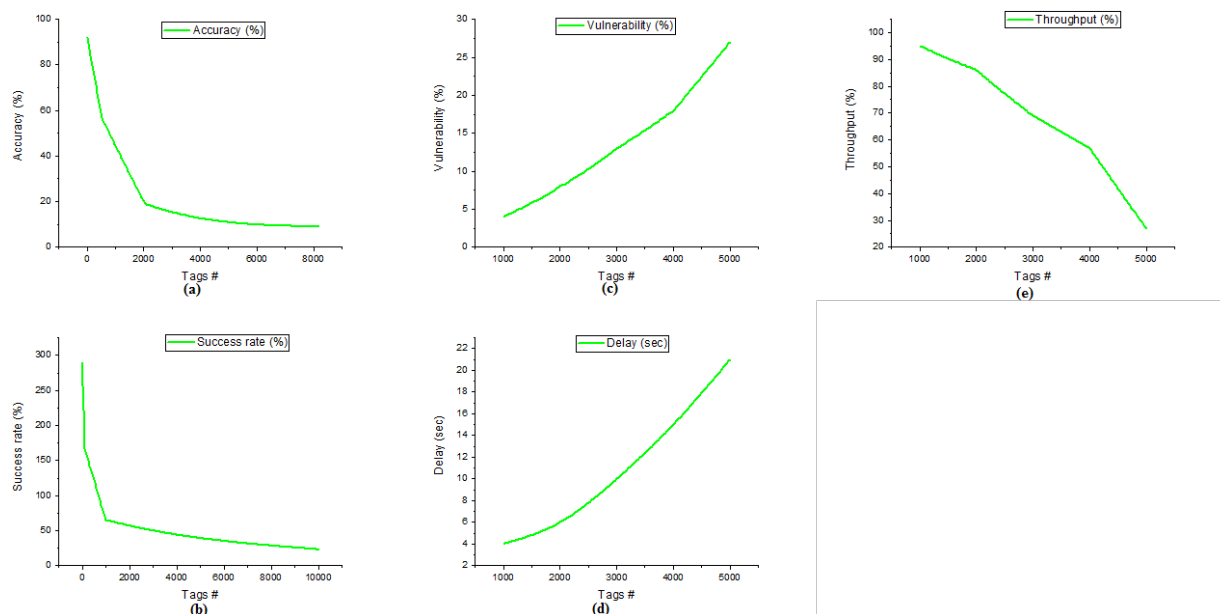 Accuracy (%)
100
80
60
40
20
0
Accuracy (%)
0 2000 4000 6000 8000
Tags #
(a)
Vulnerability (%)
30
25
20
15
10
5
0
Vulnerability (%)
1000 2000 3000 4000 5000
Tags #
(c)
Throughput (%)
100
90
80
70
60
50
40
30
20
Throughput (%)
1000 2000 3000 4000 5000
Tags #
(e)
Success rate (%)
300
250
200
150
100
50
0
Success rate (%)
0 2000 4000 6000 8000 10000
Tags #
(b)
Delay (sec)
22
20
18
16
14
12
10
8
6
4
2
Delay (sec)
1000 2000 3000 4000 5000
Tags #
(d)